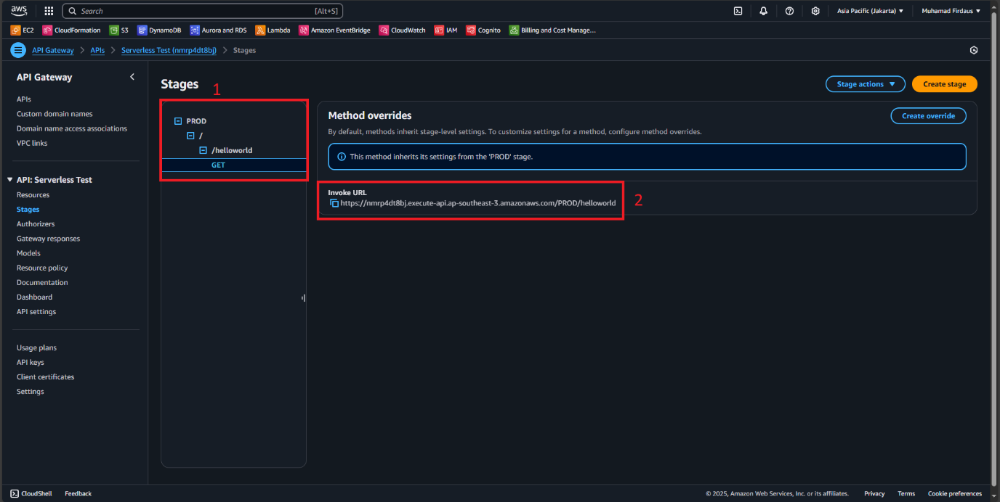 aws
Search [Alt+S]
Asia Pacific (Jakarta) ▼ Muhamad Firdaus ▼
EC2 CloudFormation S3 DynamoDB Aurora and RDS Lambda Amazon EventBridge CloudWatch IAM Cognito Billing and Cost Manage...
API Gateway > APIs > Serverless Test (nmrp4dt8bj) > Stages
API Gateway
APIs
Custom domain names
Domain name access associations
VPC links
API: Serverless Test
Resources
Stages
Authorizers
Gateway responses
Models
Resource policy
Documentation
Dashboard
API settings
Usage plans
API keys
Client certificates
Settings
Stages
1
Stage actions ▼ Create stage
PROD
/
/helloworld
GET
Method overrides
Create override
By default, methods inherit stage-level settings. To customize settings for a method, configure method overrides.
This method inherits its settings from the 'PROD' stage.
Invoke URL
https://nmrp4dt8bj.execute-api.ap-southeast-3.amazonaws.com/PROD/helloworld
2
CloudShell Feedback
© 2025, Amazon Web Services, Inc. or its affiliates. Privacy Terms Cookie preferences